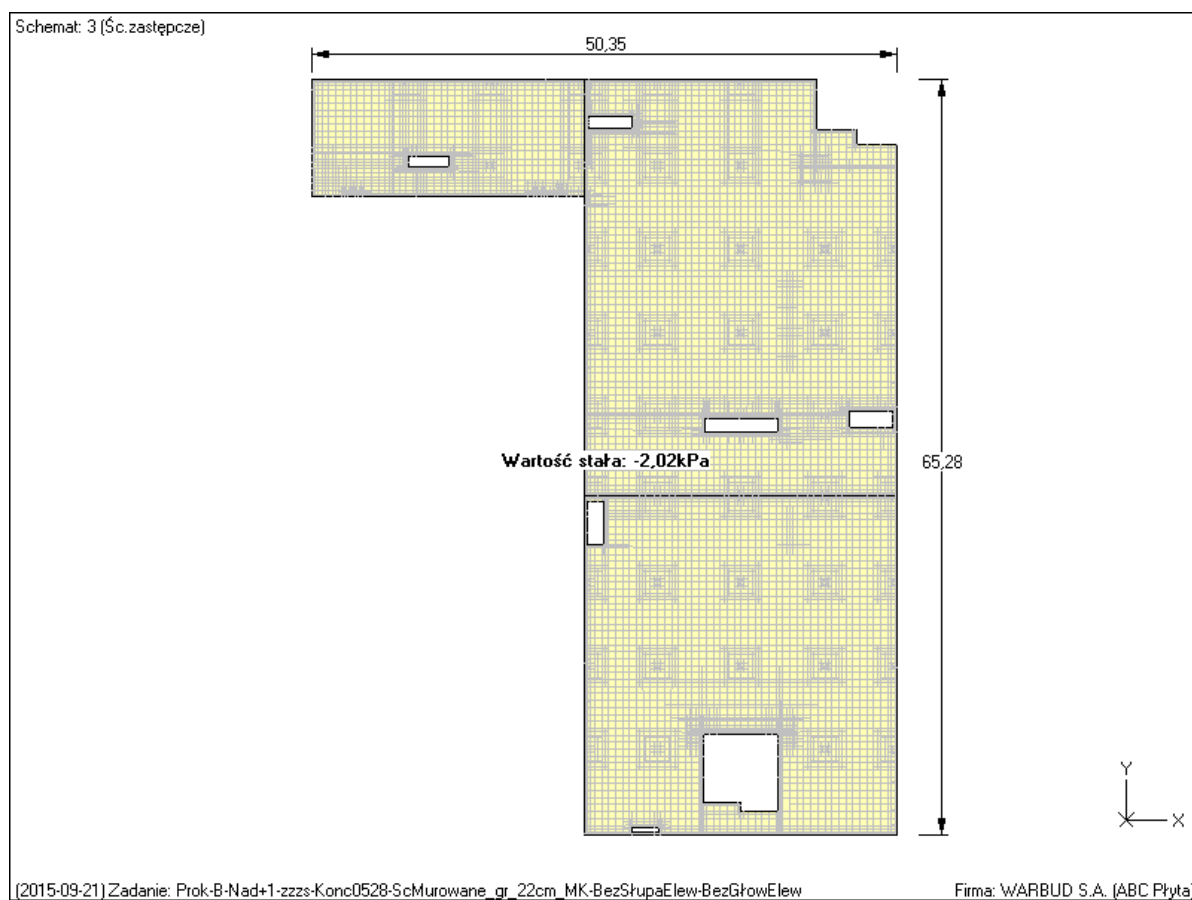 Schemat: 3 (Śc.zastępcze)
50,35
Wartość stała: -2,02kPa
65,28
Y
X
(2015-09-21) Zadanie: Prok-B-Nad+1-zzzs-Konc0528-ScMurowane_gr_22cm_MK-BezSłupaElew-BezGłowElew
Firma: WARBUD S.A. (ABC Płyta)